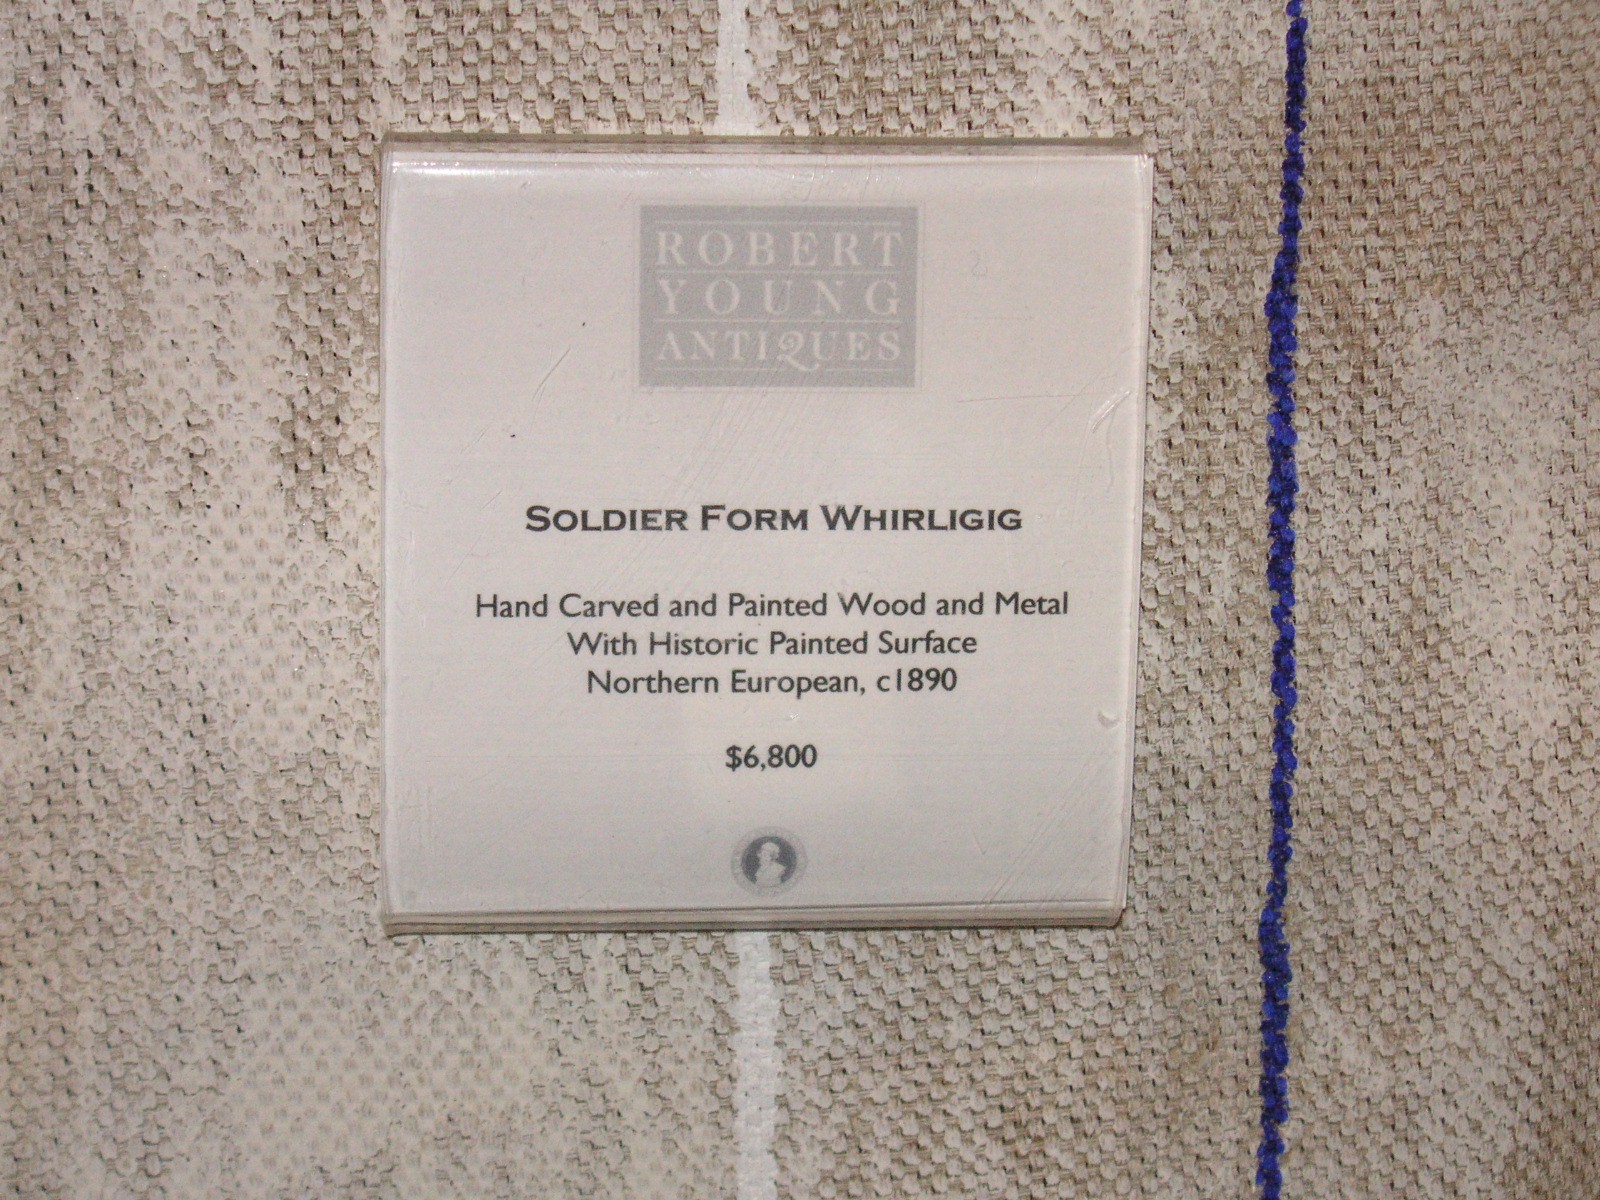 ROBERT
YOUNG
ANTIQUES
SOLDIER FORM WHIRLIGIG
Hand Carved and Painted Wood and Metal
With Historic Painted Surface
Northern European, c1890
$6,800